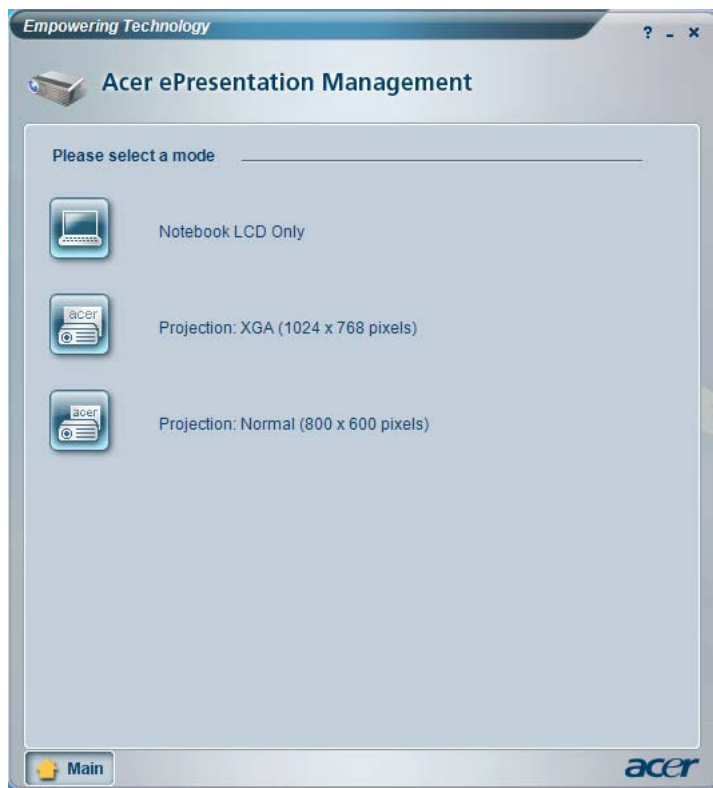 Empowering Technology
? - x
Acer ePresentation Management
Please select a mode
Notebook LCD Only
acer
Projection: XGA (1024 x 768 pixels)
acer
Projection: Normal (800 x 600 pixels)
Main
acer